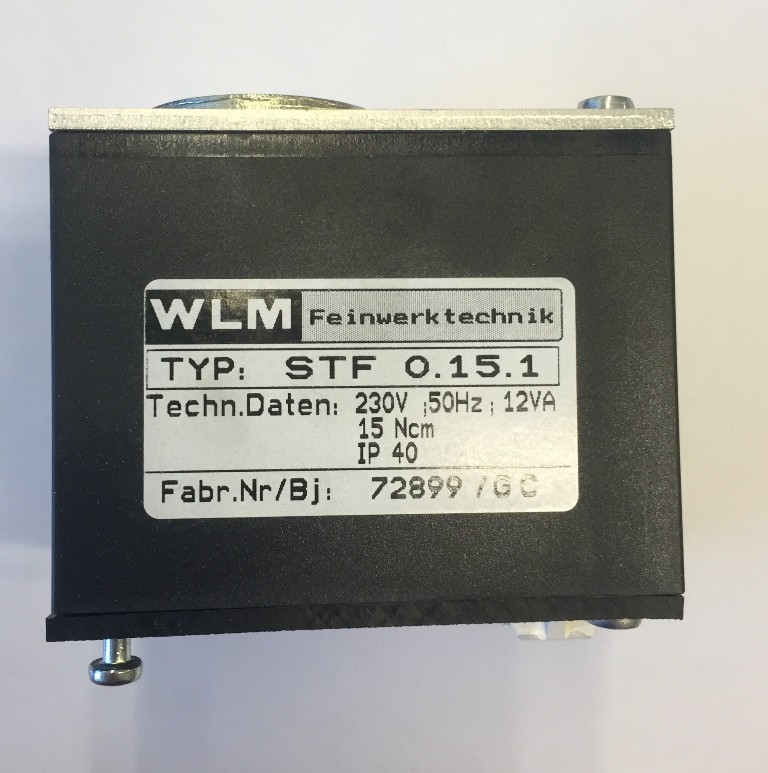 WLM Feinwerktechnik
TYP: STF 0.15.1
Techn.Daten: 230V ;50Hz ; 12VA
15 Ncm
IP 40
Fabr.Nr/Bj: 72899 /GC